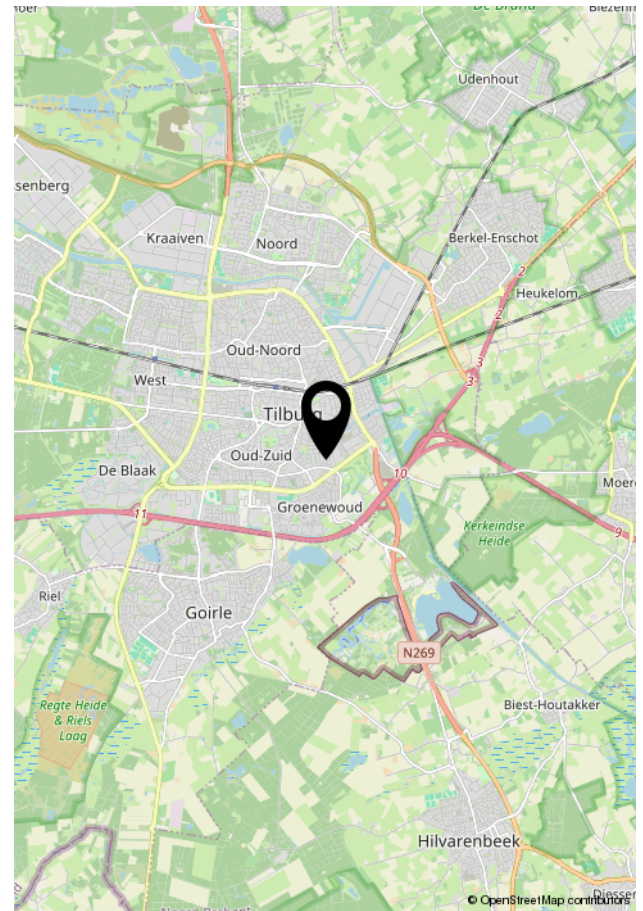 De Brand
Biezenm
moer
Udenhout
ssenberg
Kraaiven
Noord
Berkel-Enschot
2
Heukelom
2
Oud-Noord
3
West
3
Tilburg
Oud-Zuid
De Blaak
10
Moerg
11
Groenewoud
Kerkeindse
Heide
9
Riel
Goirle
N269
Regte Heide
& Riels
Laag
Biest-Houtakker
Hilvarenbeek
Diessen
© OpenStreetMap contributors